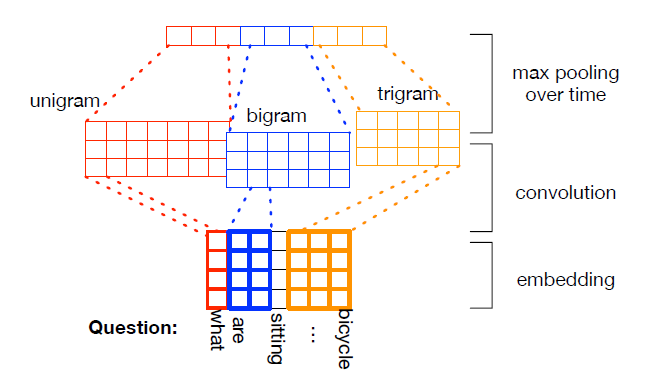 max pooling
over time
unigram
bigram
trigram
convolution
embedding
Question:
what
are
sitting
...
bicycle